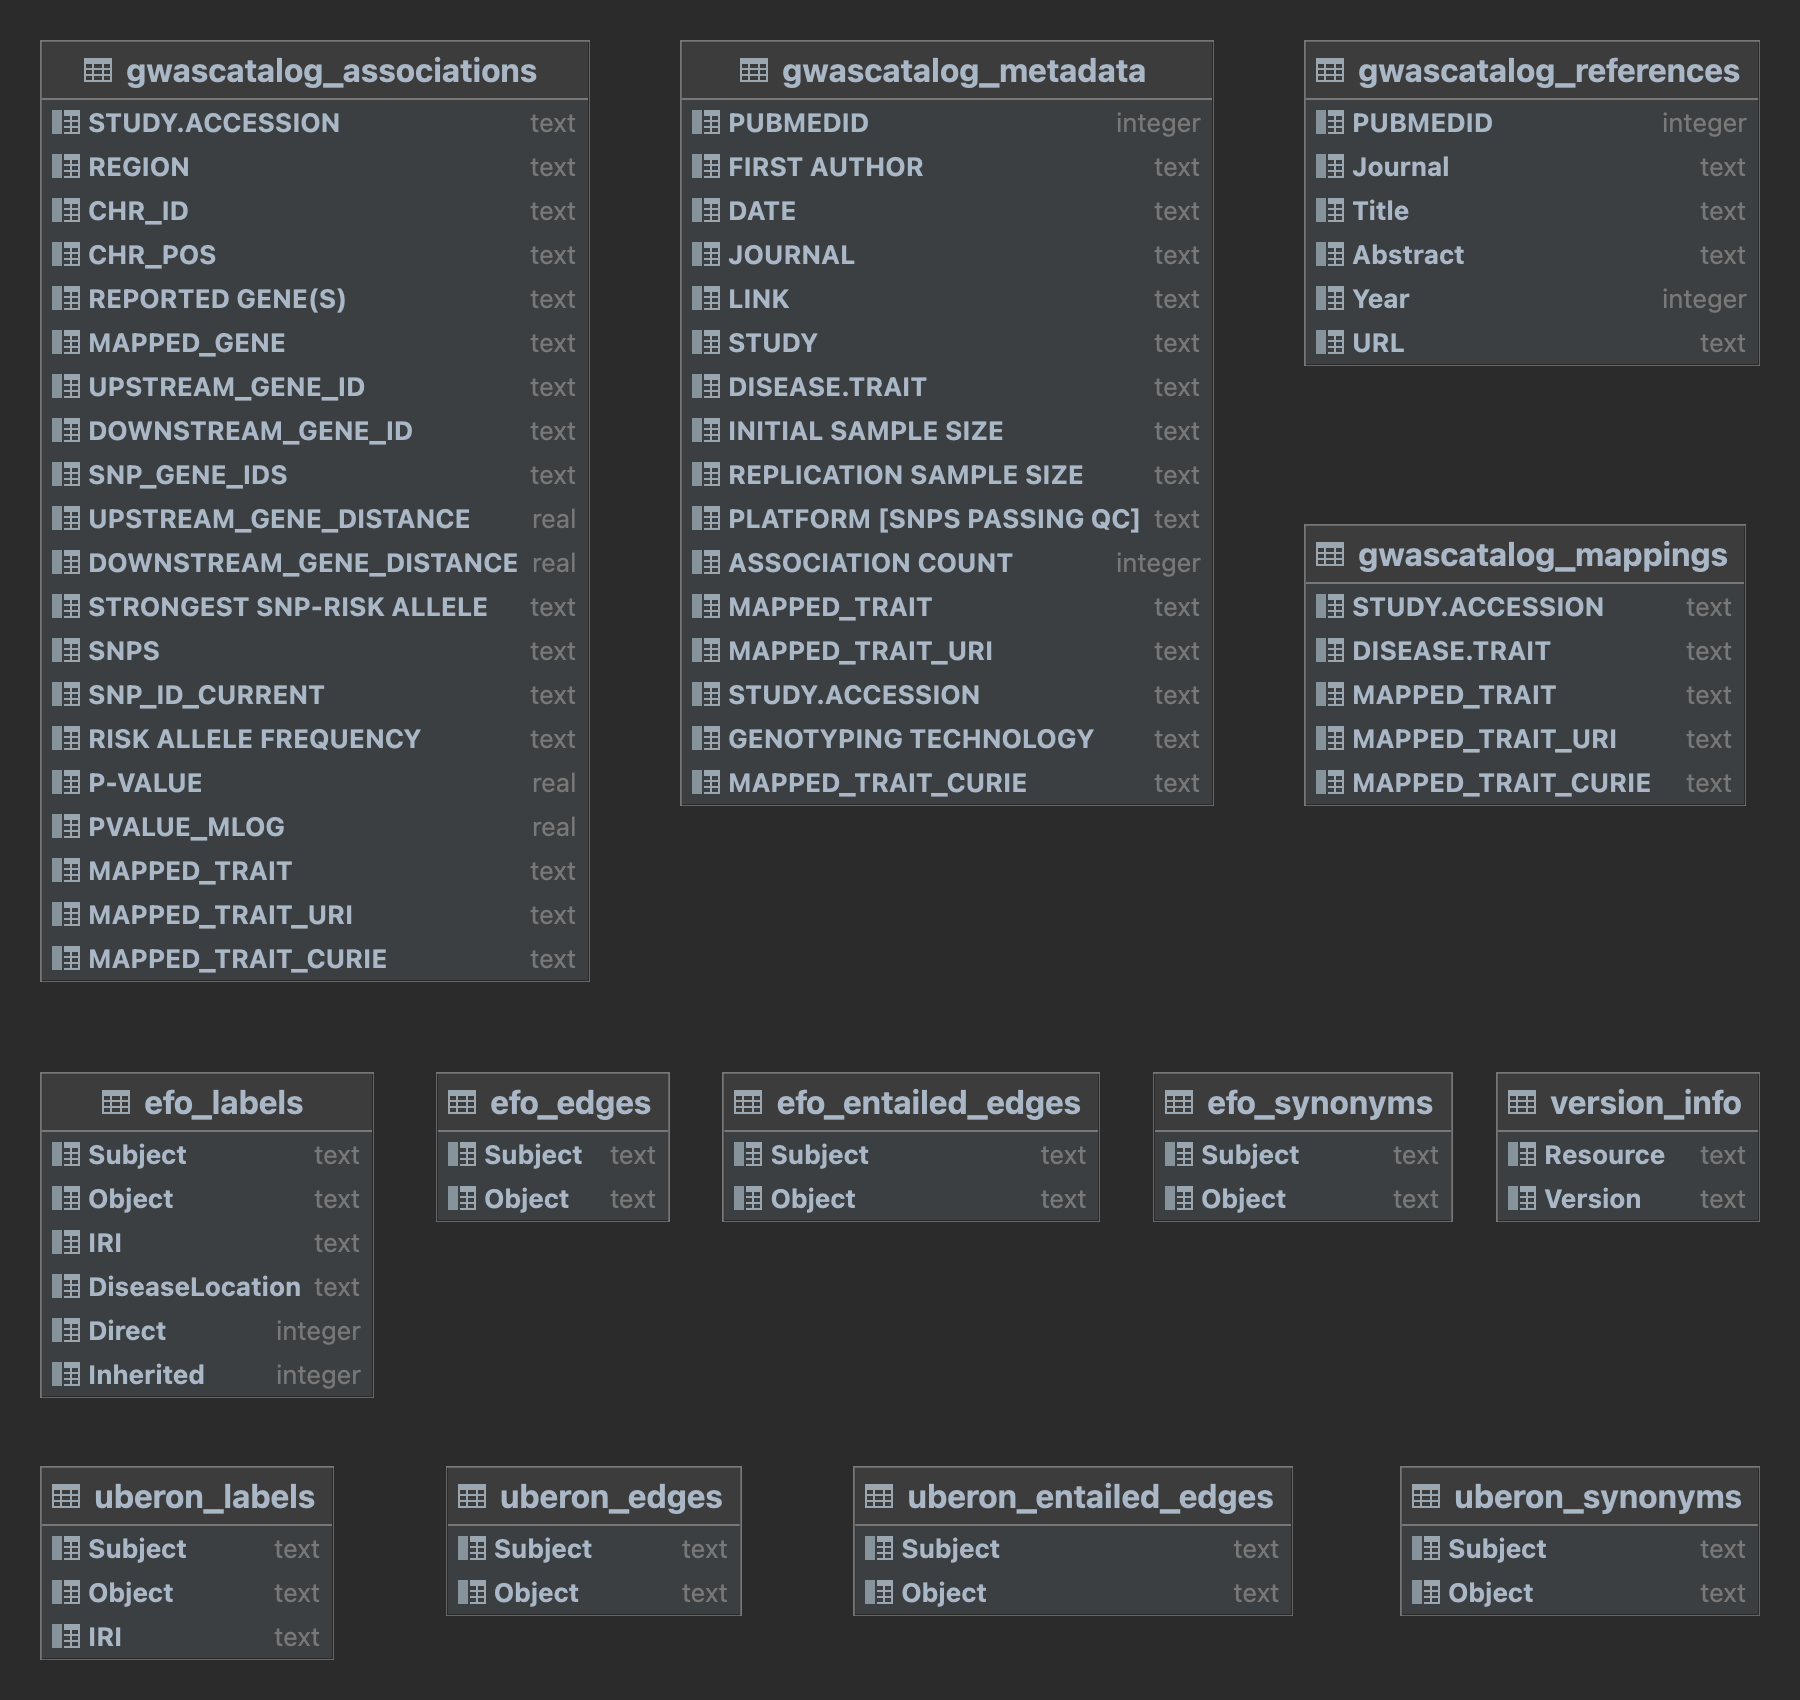 gwascatalog_associations
STUDY.ACCESSION text
REGION text
CHR_ID text
CHR_POS text
REPORTED GENE(S) text
MAPPED_GENE text
UPSTREAM_GENE_ID text
DOWNSTREAM_GENE_ID text
SNP_GENE_IDS text
UPSTREAM_GENE_DISTANCE real
DOWNSTREAM_GENE_DISTANCE real
STRONGEST SNP-RISK ALLELE text
SNPS text
SNP_ID_CURRENT text
RISK ALLELE FREQUENCY text
P-VALUE real
PVALUE_MLOG real
MAPPED_TRAIT text
MAPPED_TRAIT_URI text
MAPPED_TRAIT_CURIE text
gwascatalog_metadata
PUBMEDID integer
FIRST AUTHOR text
DATE text
JOURNAL text
LINK text
STUDY text
DISEASE.TRAIT text
INITIAL SAMPLE SIZE text
REPLICATION SAMPLE SIZE text
PLATFORM [SNPS PASSING QC] text
ASSOCIATION COUNT integer
MAPPED_TRAIT text
MAPPED_TRAIT_URI text
STUDY.ACCESSION text
GENOTYPING TECHNOLOGY text
MAPPED_TRAIT_CURIE text
gwascatalog_references
PUBMEDID integer
Journal text
Title text
Abstract text
Year integer
URL text
gwascatalog_mappings
STUDY.ACCESSION text
DISEASE.TRAIT text
MAPPED_TRAIT text
MAPPED_TRAIT_URI text
MAPPED_TRAIT_CURIE text
efo_labels
Subject text
Object text
IRI text
DiseaseLocation text
Direct integer
Inherited integer
efo_edges
Subject text
Object text
efo_entailed_edges
Subject text
Object text
efo_synonyms
Subject text
Object text
version_info
Resource text
Version text
uberon_labels
Subject text
Object text
IRI text
uberon_edges
Subject text
Object text
uberon_entailed_edges
Subject text
Object text
uberon_synonyms
Subject text
Object text